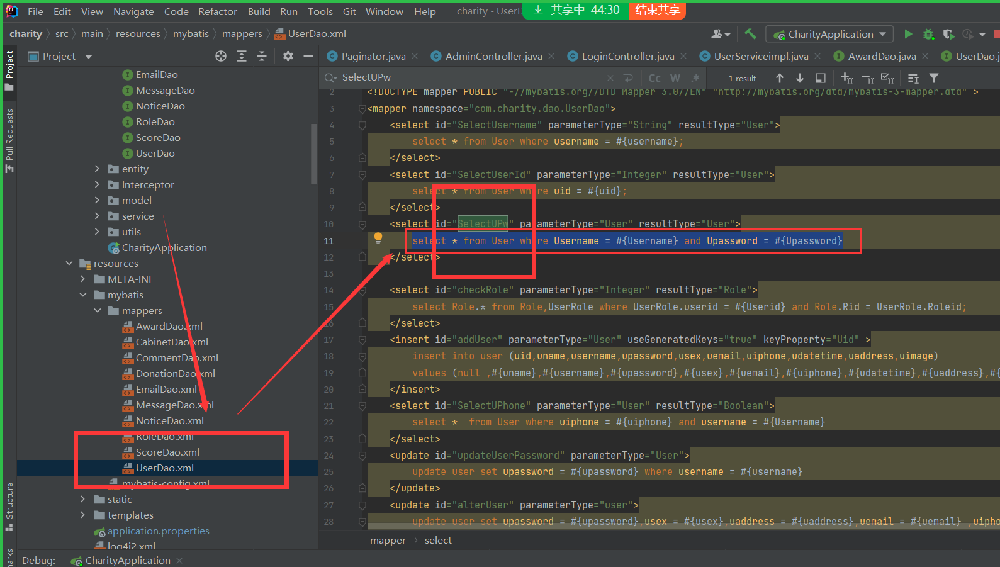 File Edit View Navigate Code Refactor Build Run Tools Git Window Help charity - UserD
共享中 44:30 结束共享
charity src main resources mybatis mappers UserDao.xml CharityApplication
Project
Paginator.java AdminController.java LoginController.java UserServiceimpl.java AwardDao.java UserDao.j
SelectUPw Cc W .* 1 result
Project
Pull Requests
Structure
EmailDao
MessageDao
NoticeDao
RoleDao
ScoreDao
UserDao
entity
Interceptor
model
service
utils
CharityApplication
resources
META-INF
mybatis
mappers
AwardDao.xml
CabinetDao.xml
CommentDao.xml
DonationDao.xml
EmailDao.xml
MessageDao.xml
NoticeDao.xml
RoleDao.xml
ScoreDao.xml
UserDao.xml
mybatis-config.xml
static
templates
application.properties
log4j2.xml
2 <!DOCTYPE mapper PUBLIC "-//mybatis.org//DTD Mapper 3.0//EN" "http://mybatis.org/dtd/mybatis-3-mapper.dtd" >
3 <mapper namespace="com.charity.dao.UserDao">
4 <select id="SelectUsername" parameterType="String" resultType="User">
5 select * from User where username = #{username};
6 </select>
7 <select id="SelectUserId" parameterType="Integer" resultType="User">
8 select * from User where uid = #{uid};
9 </select>
10 <select id="SelectUPw" parameterType="User" resultType="User">
11 select * from User where Username = #{Username} and Upassword = #{Upassword}
12 </select>
13
14 <select id="checkRole" parameterType="Integer" resultType="Role">
15 select Role.* from Role,UserRole where UserRole.userid = #{Userid} and Role.Rid = UserRole.Roleid;
16 </select>
17 <insert id="addUser" parameterType="User" useGeneratedKeys="true" keyProperty="Uid" >
18 insert into user (uid,uname,username,upassword,usex,uemail,uiphone,udatetime,uaddress,uimage)
19 values (null ,#{uname},#{username},#{upassword},#{usex},#{uemail},#{uiphone},#{udatetime},#{uaddress},#{
20 </insert>
21 <select id="SelectUPhone" parameterType="User" resultType="Boolean">
22 select * from User where uiphone = #{uiphone} and username = #{Username}
23 </select>
24 <update id="updateUserPassword" parameterType="User">
25 update user set upassword = #{upassword} where username = #{username}
26 </update>
27 <update id="alterUser" parameterType="user">
28 update user set upassword = #{upassword},usex = #{usex},uaddress = #{uaddress},uemail = #{uemail} ,uipho
mapper select
Debug: CharityApplication